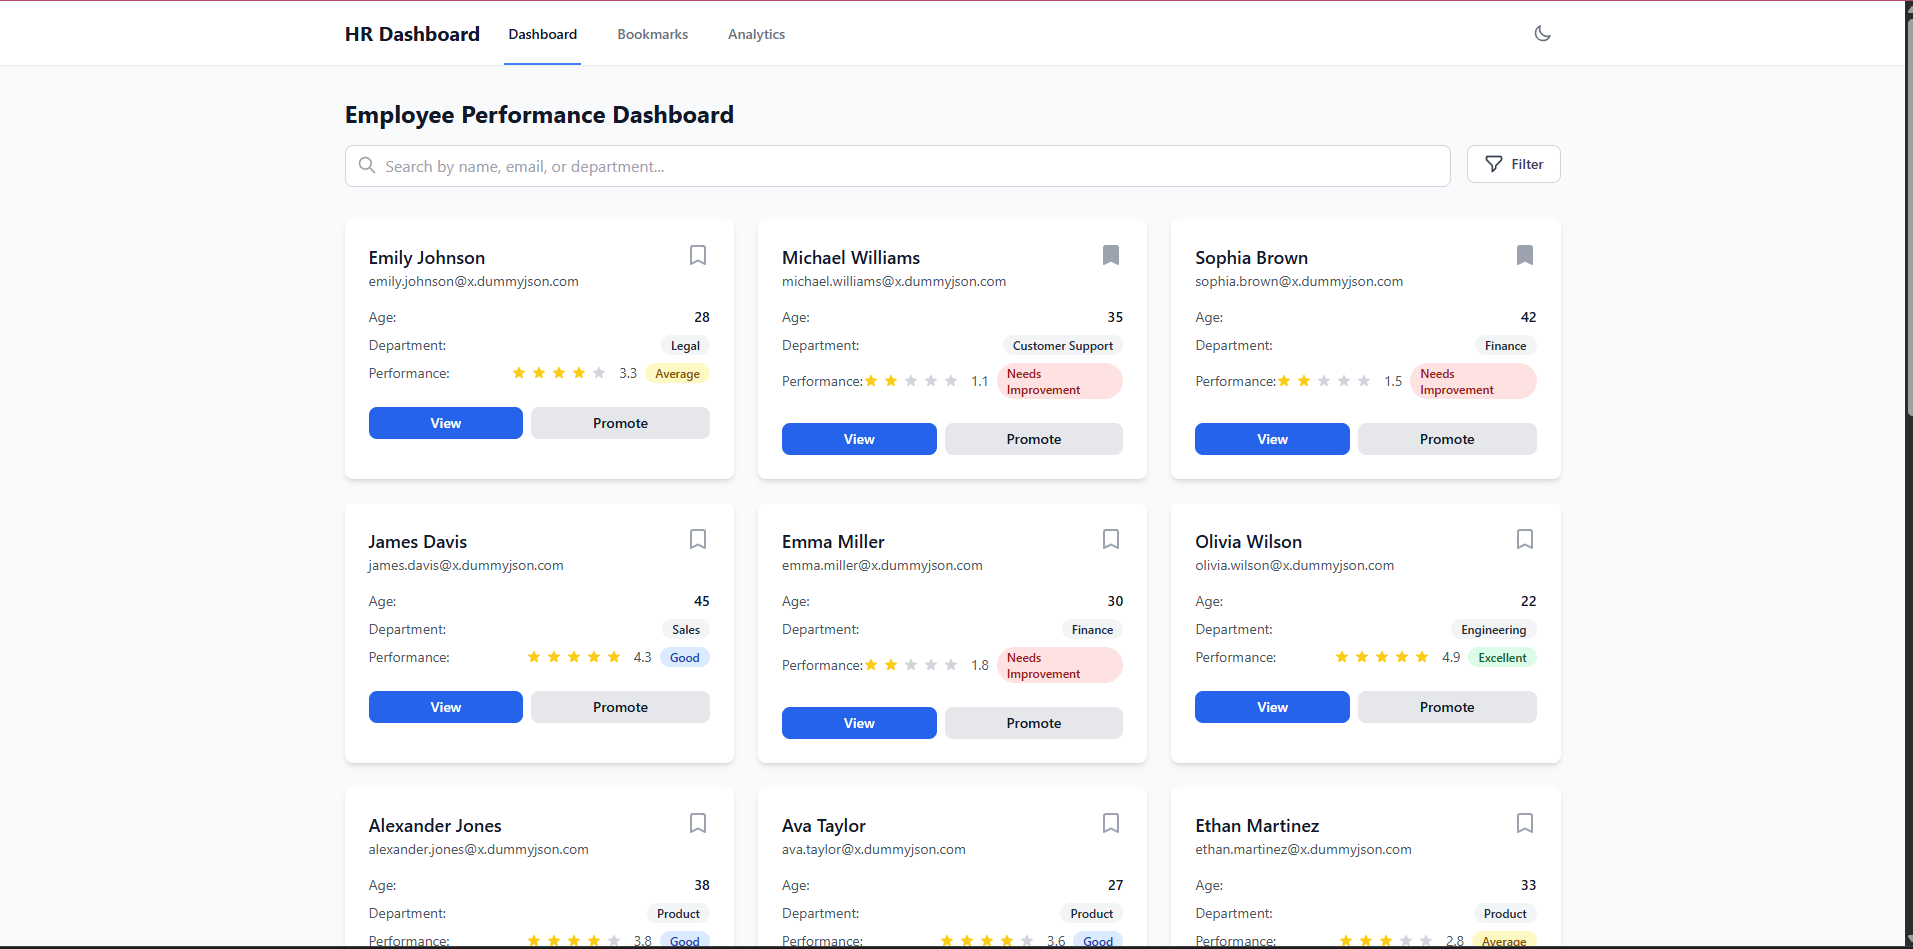 HR Dashboard Dashboard Bookmarks Analytics
Employee Performance Dashboard
Search by name, email, or department...
Filter
Emily Johnson
emily.johnson@x.dummyjson.com
Age: 28
Department: Legal
Performance: 3.3 Average
View Promote
Michael Williams
michael.williams@x.dummyjson.com
Age: 35
Department: Customer Support
Performance: 1.1 Needs
Improvement
View Promote
Sophia Brown
sophia.brown@x.dummyjson.com
Age: 42
Department: Finance
Performance: 1.5 Needs
Improvement
View Promote
James Davis
james.davis@x.dummyjson.com
Age: 45
Department: Sales
Performance: 4.3 Good
View Promote
Emma Miller
emma.miller@x.dummyjson.com
Age: 30
Department: Finance
Performance: 1.8 Needs
Improvement
View Promote
Olivia Wilson
olivia.wilson@x.dummyjson.com
Age: 22
Department: Engineering
Performance: 4.9 Excellent
View Promote
Alexander Jones
alexander.jones@x.dummyjson.com
Age: 38
Department: Product
Performance: 3.8 Good
Ava Taylor
ava.taylor@x.dummyjson.com
Age: 27
Department: Product
Performance: 3.6 Good
Ethan Martinez
ethan.martinez@x.dummyjson.com
Age: 33
Department: Product
Performance: 2.8 Average